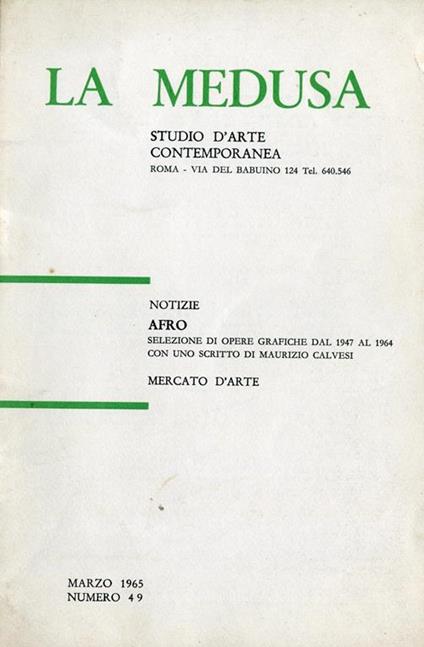 LA MEDUSA
STUDIO D'ARTE
CONTEMPORANEA
ROMA - VIA DEL BABUINO 124 Tel. 640.546
NOTIZIE
AFRO
SELEZIONE DI OPERE GRAFICHE DAL 1947 AL 1964
CON UNO SCRITTO DI MAURIZIO CALVESI
MERCATO D'ARTE
MARZO 1965
NUMERO 49